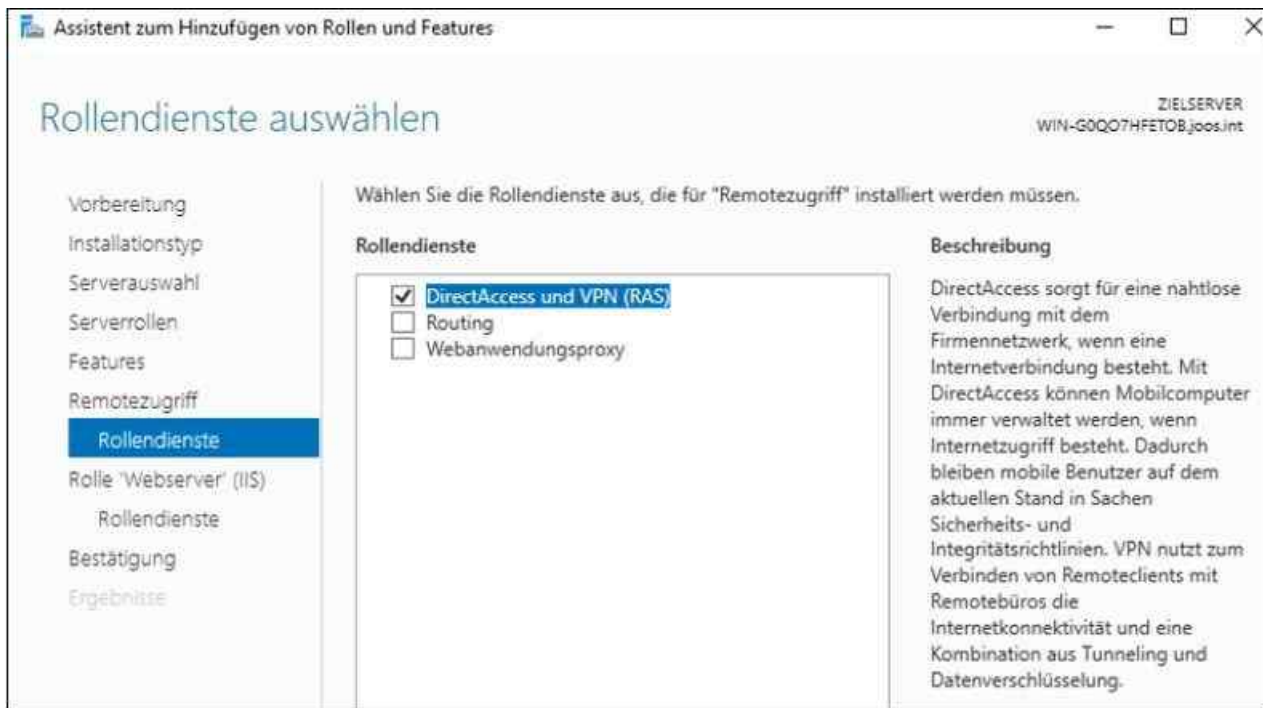 Assistent zum Hinzufügen von Rollen und Features
Rollendienste auswählen
ZIELSERVER
WIN-G0QO7HFETOB.joos.int
Vorbereitung
Installationstyp
Serverauswahl
Serverrollen
Features
Remotezugriff
Rollendienste
Rolle "Webserver" (IIS)
Rollendienste
Bestätigung
Ergebnisse
Wählen Sie die Rollendienste aus, die für "Remotezugriff" installiert werden müssen.
Rollendienste
DirectAccess und VPN (RAS)
Routing
Webanwendungsproxy
Beschreibung
DirectAccess sorgt für eine nahtlose
Verbindung mit dem
Firmennetzwerk, wenn eine
Internetverbindung besteht. Mit
DirectAccess können Mobilcomputer
immer verwaltet werden, wenn
Internetzugriff besteht. Dadurch
bleiben mobile Benutzer auf dem
aktuellen Stand in Sachen
Sicherheits- und
Integritätsrichtlinien. VPN nutzt zum
Verbinden von Remoteclients mit
Remotebüros die
Internetkonnektivität und eine
Kombination aus Tunneling und
Datenverschlüsselung.